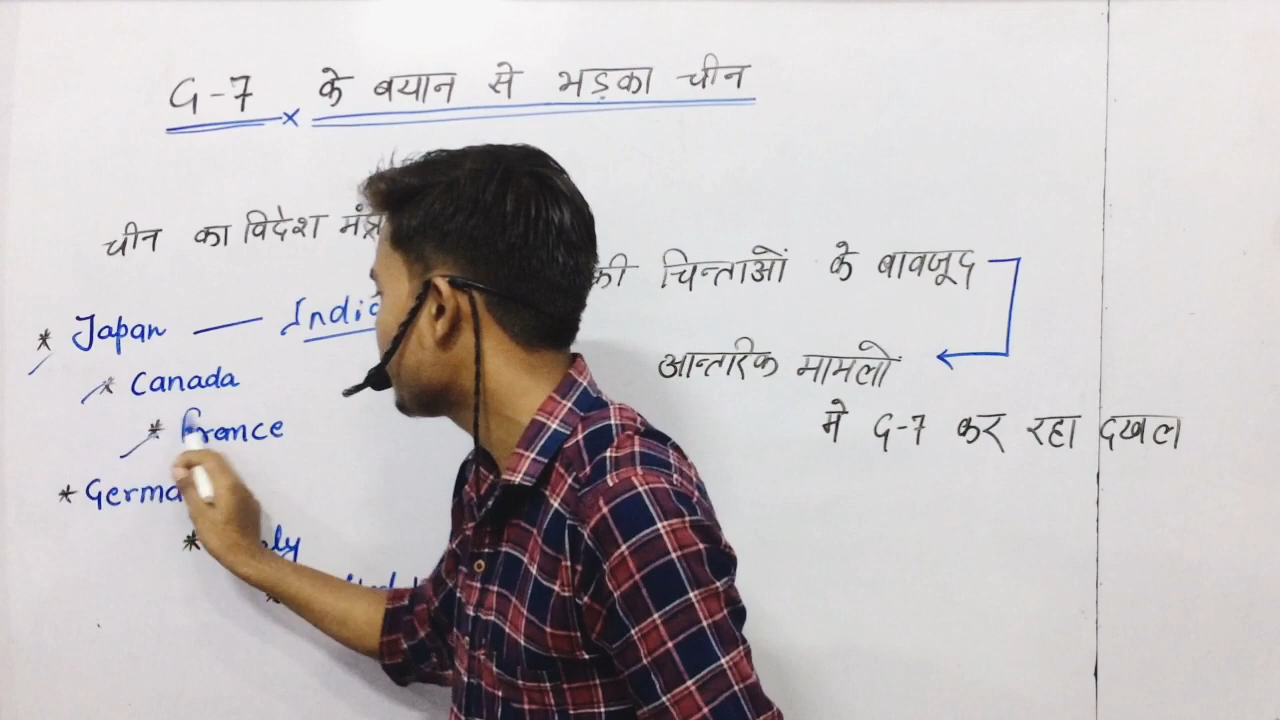 G-7 के बयान से भड़का चीन
चीन का विदेश
की चिन्ताओं के बावजूद
* Japan — India
आन्तरिक मामलो
* Canada
मे G-7 कर रहा दखल
* France
* Germa
*
*